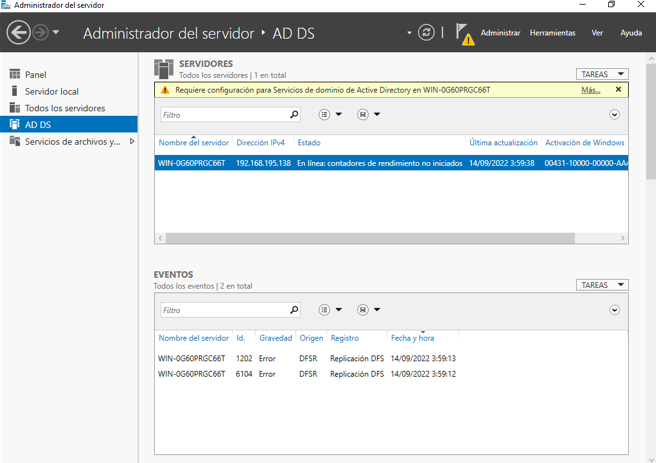 Administrador del servidor
Administrador del servidor • AD DS
Administrar Herramientas Ver Ayuda
Panel
Servidor local
Todos los servidores
AD DS
Servicios de archivos y...
SERVIDORES
Todos los servidores | 1 en total
TAREAS
Requiere configuración para Servicios de dominio de Active Directory en WIN-0G60PRGC66T Más...
Filtro
Nombre del servidor Dirección IPv4 Estado Última actualización Activación de Windows
WIN-0G60PRGC66T 192.168.195.138 En línea: contadores de rendimiento no iniciados 14/09/2022 3:59:38 00431-10000-00000-AA4
EVENTOS
Todos los eventos | 2 en total
TAREAS
Filtro
Nombre del servidor Id. Gravedad Origen Registro Fecha y hora
WIN-0G60PRGC66T 1202 Error DFSR Replicación DFS 14/09/2022 3:59:13
WIN-0G60PRGC66T 6104 Error DFSR Replicación DFS 14/09/2022 3:59:12